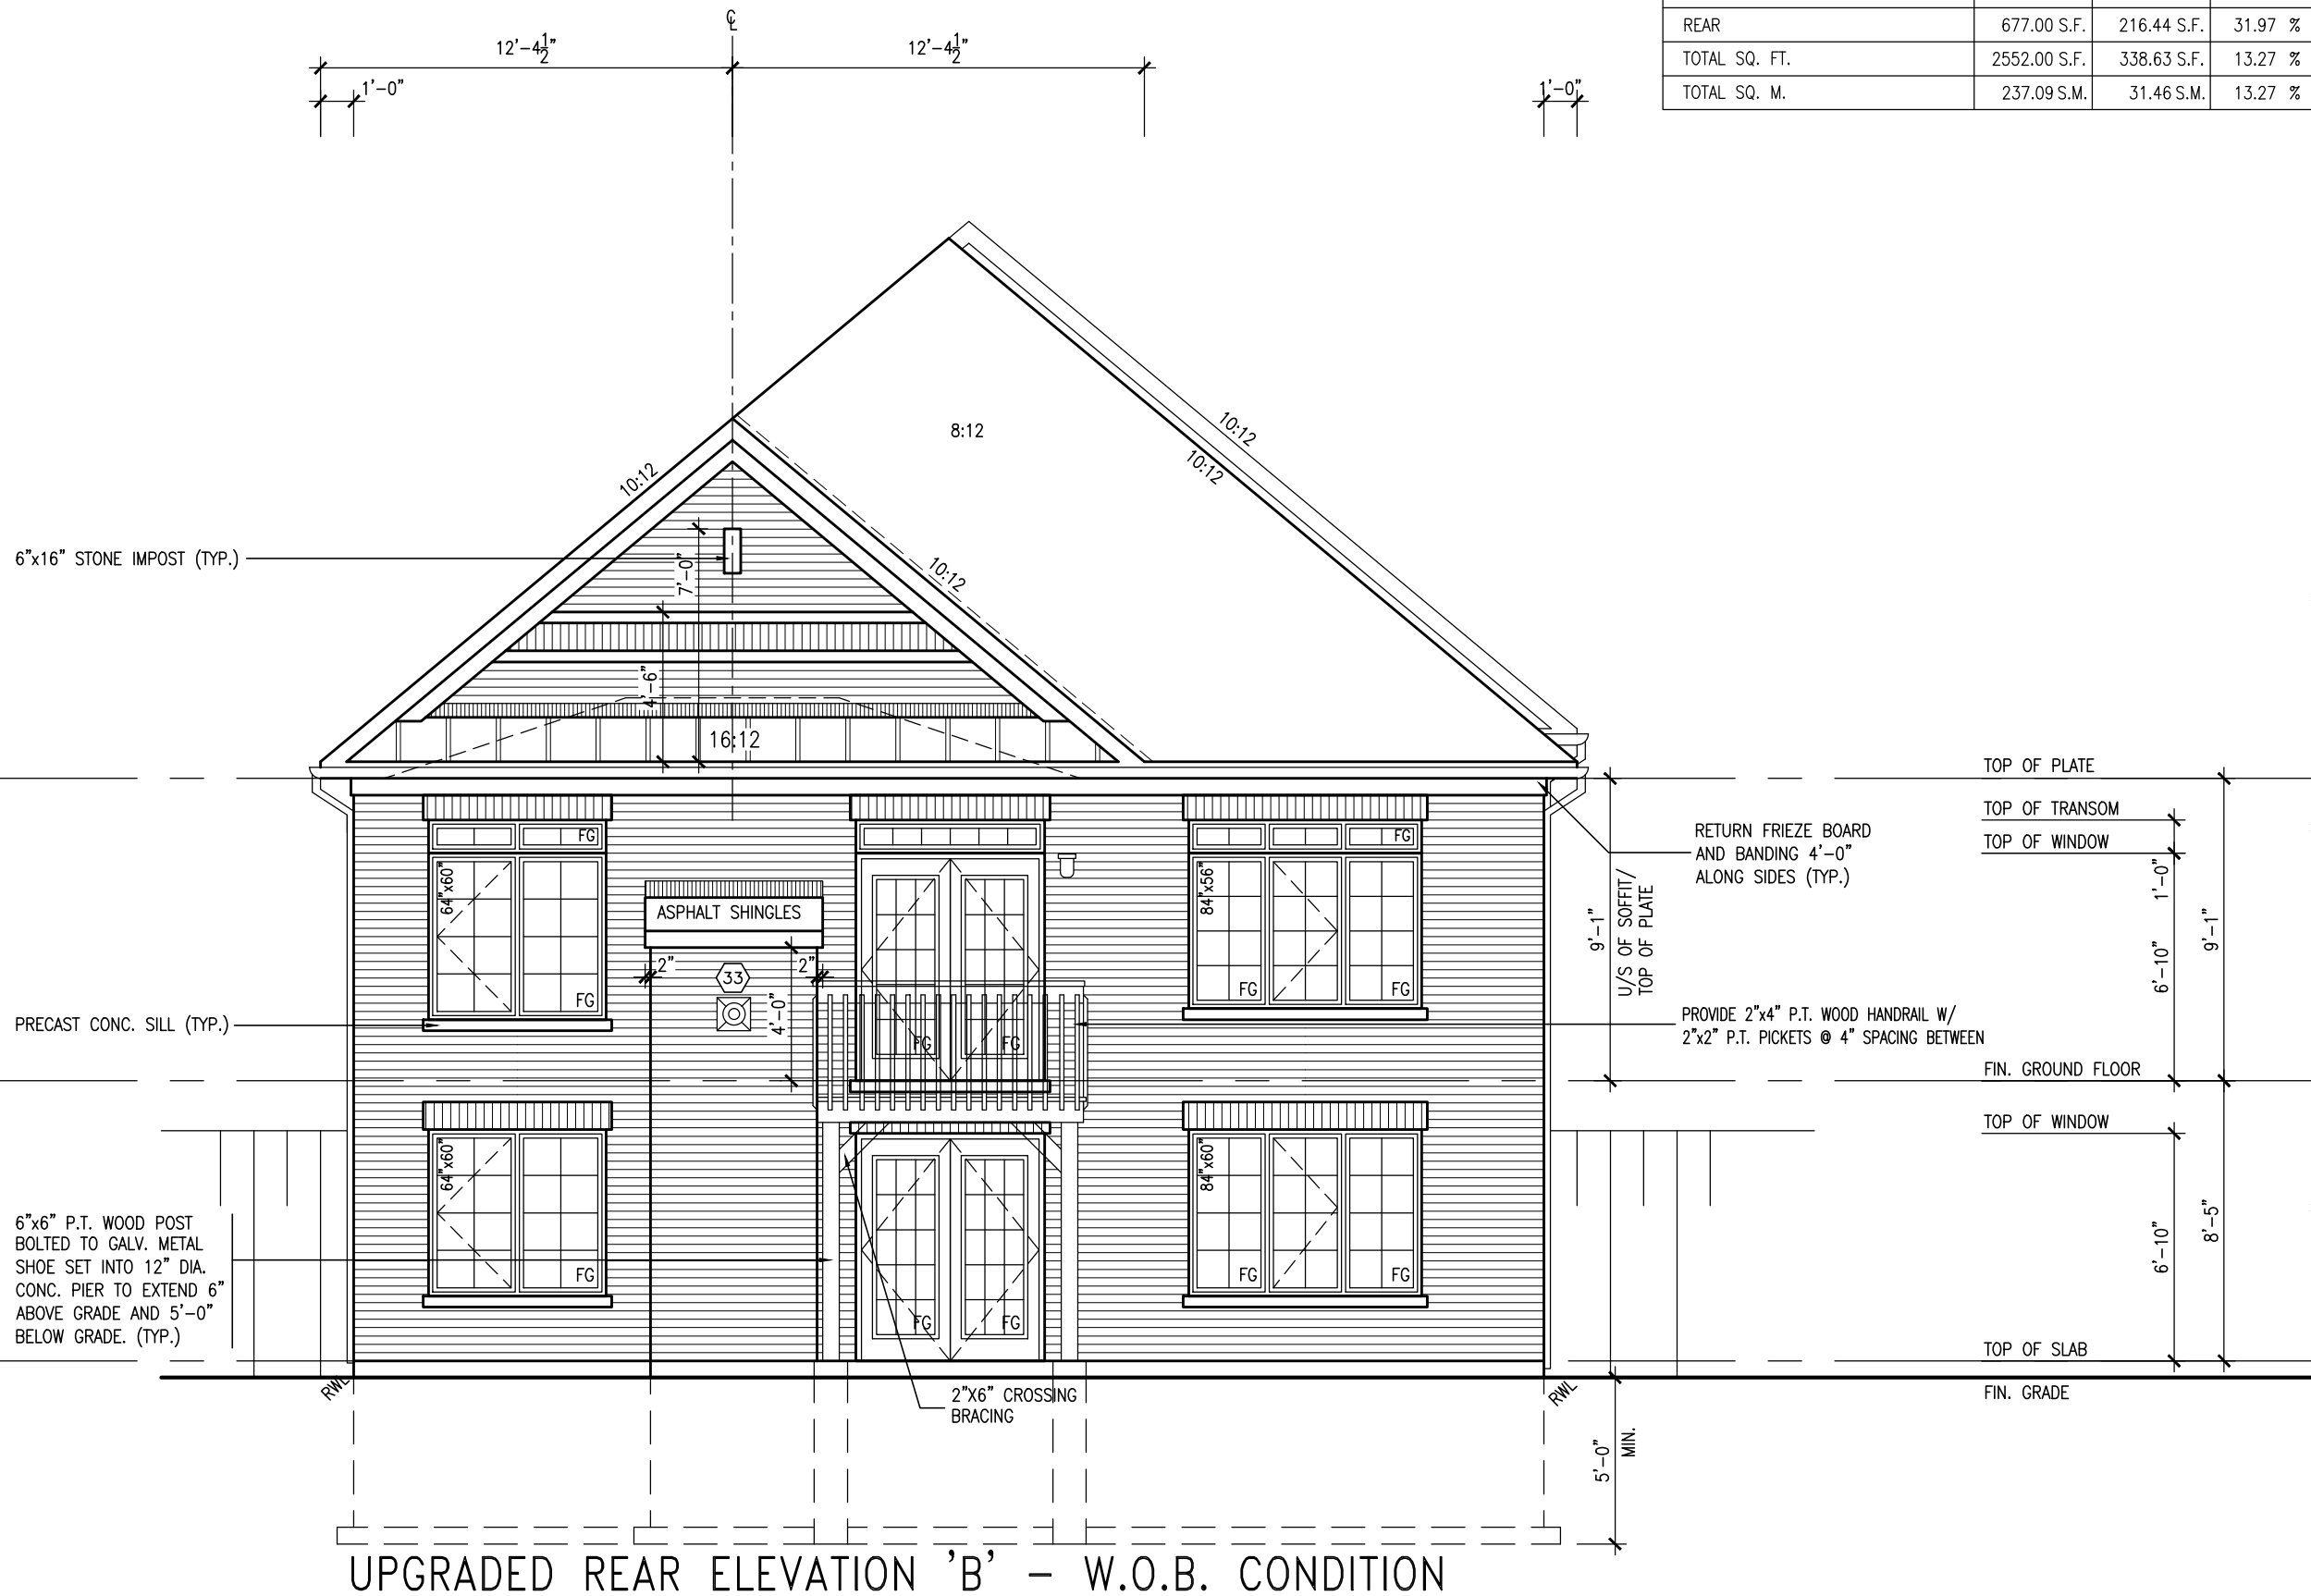 REAR 677.00 S.F. 216.44 S.F. 31.97 %
TOTAL SQ. FT. 2552.00 S.F. 338.63 S.F. 13.27 %
TOTAL SQ. M. 237.09 S.M. 31.46 S.M. 13.27 %
℄
12'-4½" 12'-4½"
1'-0" 1'-0"
10:12
8:12
10:12
10:12
10:12
6"x16" STONE IMPOST (TYP.)
7'-0"
4'-6"
16:12
TOP OF PLATE
TOP OF TRANSOM
TOP OF WINDOW
RETURN FRIEZE BOARD
AND BANDING 4'-0"
ALONG SIDES (TYP.)
FG
FG
64"x60"
84"x56"
ASPHALT SHINGLES
2"
33
2"
4'-0"
FG
FG
FG
FG
FG
9'-1"
U/S OF SOFFIT/
TOP OF PLATE
1'-0"
6'-10"
9'-1"
PRECAST CONC. SILL (TYP.)
PROVIDE 2"x4" P.T. WOOD HANDRAIL W/
2"x2" P.T. PICKETS @ 4" SPACING BETWEEN
FIN. GROUND FLOOR
TOP OF WINDOW
64"x60"
84"x60"
6"x6" P.T. WOOD POST
BOLTED TO GALV. METAL
SHOE SET INTO 12" DIA.
CONC. PIER TO EXTEND 6"
ABOVE GRADE AND 5'-0"
BELOW GRADE. (TYP.)
FG
FG
FG
FG
FG
6'-10"
8'-5"
TOP OF SLAB
FIN. GRADE
RWL
RWL
2"X6" CROSSING
BRACING
5'-0"
MIN.
UPGRADED REAR ELEVATION 'B' - W.O.B. CONDITION